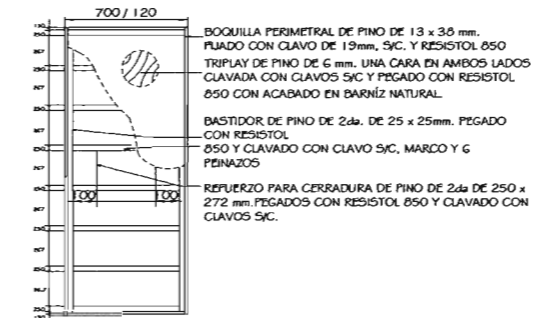 700/120
BOQUILLA PERIMETRAL DE PINO DE 13 x 38 mm.
FIJADO CON CLAVO DE 19mm, S/C. Y RESISTOL 850
TRIPLAY DE PINO DE 6 mm. UNA CARA EN AMBOS LADOS
CLAVADA CON CLAVOS S/C Y PEGADO CON RESISTOL
850 CON ACABADO EN BARNÍZ NATURAL
BASTIDOR DE PINO DE 2da. DE 25 x 25mm. PEGADO
CON RESISTOL
850 Y CLAVADO CON CLAVO S/C, MARCO Y 6
PEINAZOS
REFUERZO PARA CERRADURA DE PINO DE 2da DE 250 x
272 mm.PEGADOS CON RESISTOL 850 Y CLAVADO CON
CLAVOS S/C.
100 100